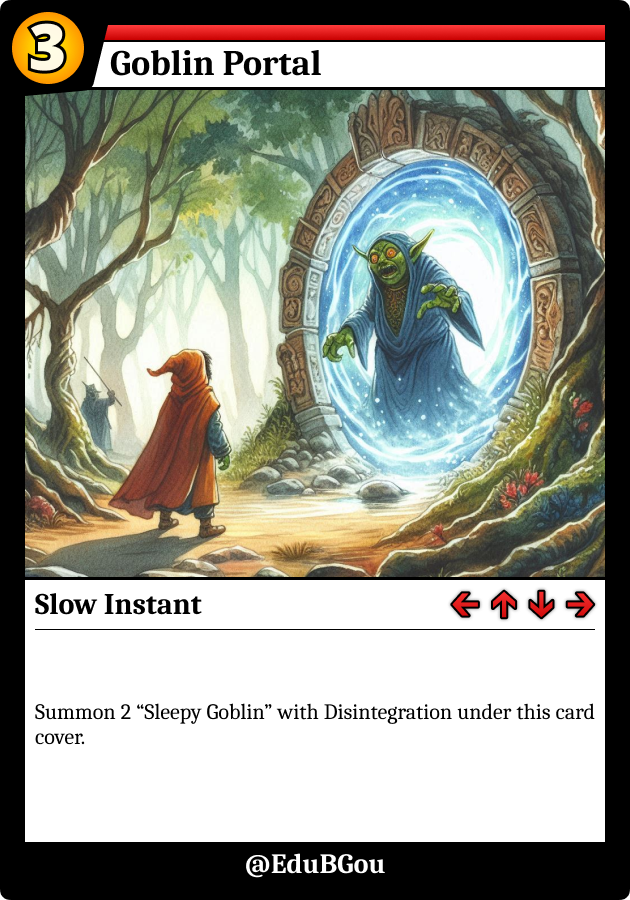 3
Goblin Portal
Slow Instant
Summon 2 “Sleepy Goblin” with Disintegration under this card
cover.
@EduBGou